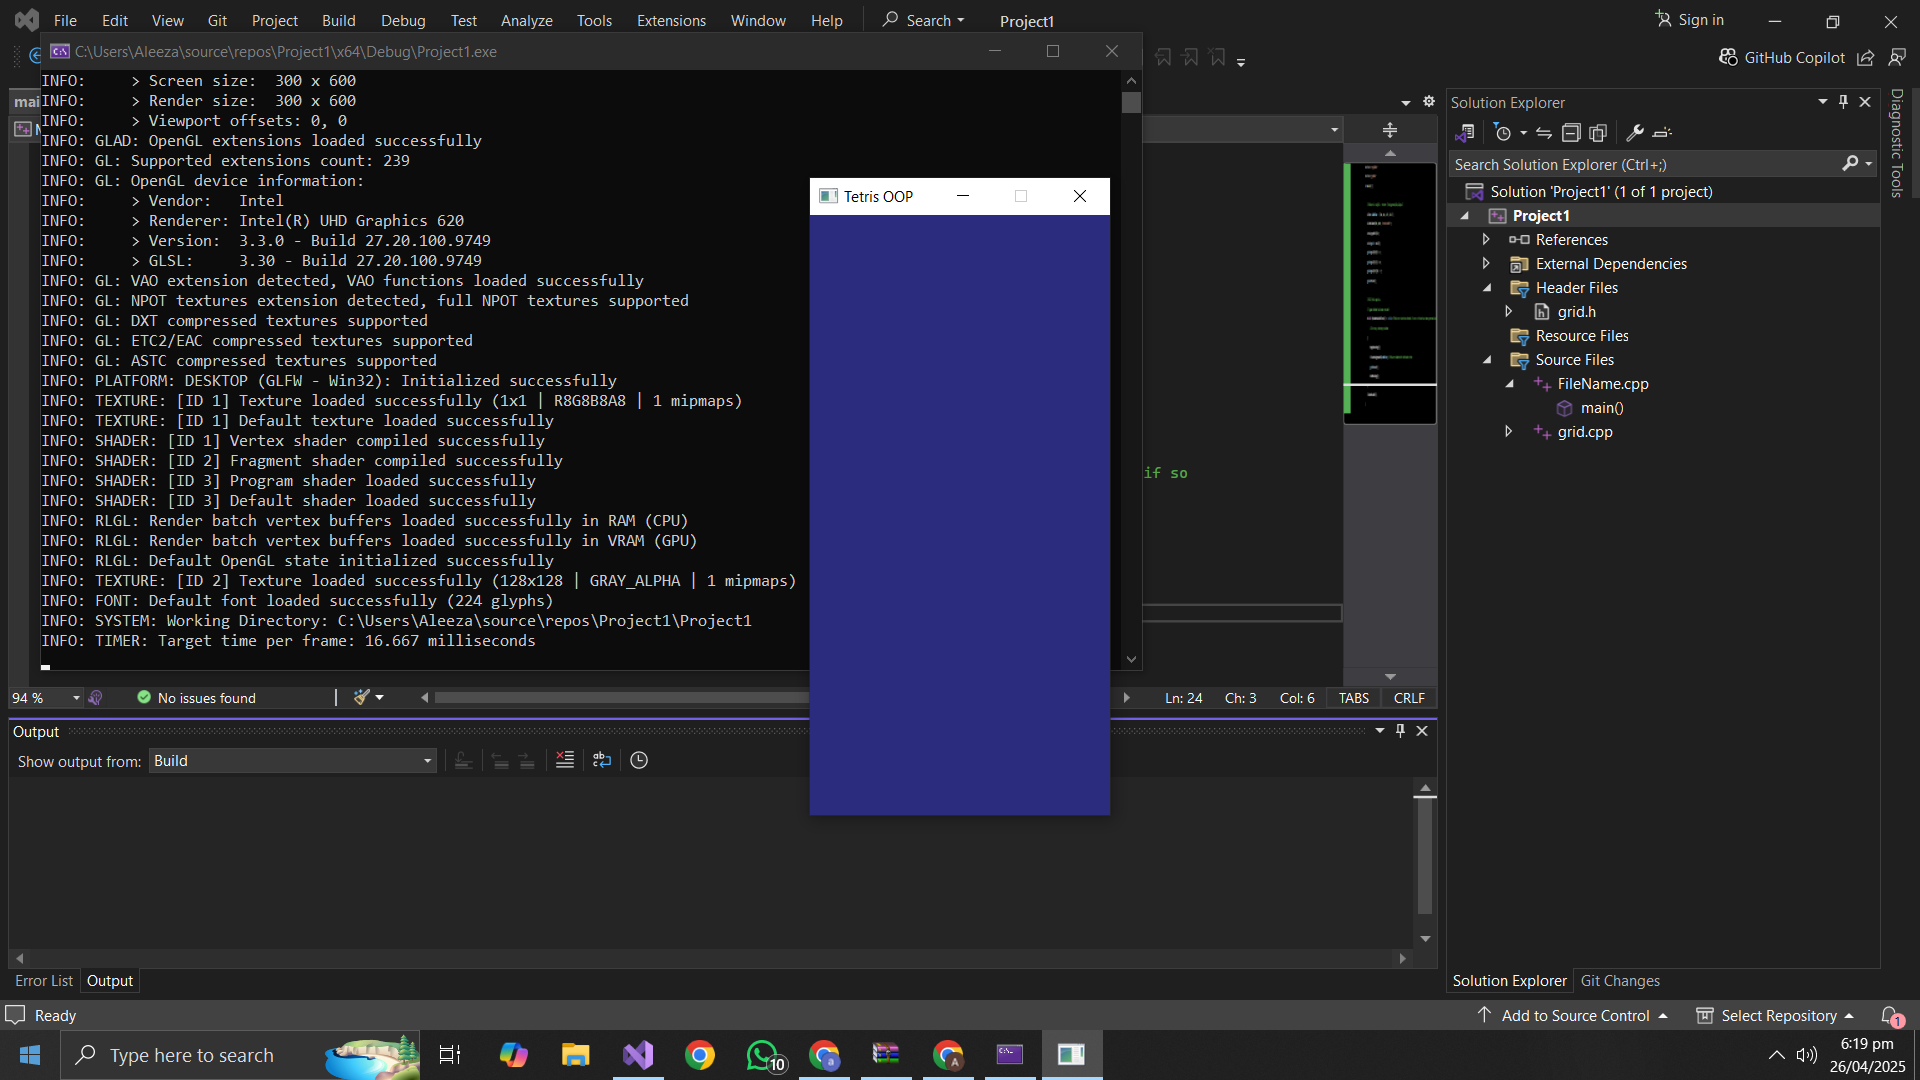 File Edit View Git Project Build Debug Test Analyze Tools Extensions Window Help Search Project1 Sign in
C:\Users\Aleeza\source\repos\Project1\x64\Debug\Project1.exe
GitHub Copilot
INFO:     > Screen size:  300 x 600
INFO:     > Render size:  300 x 600
INFO:     > Viewport offsets: 0, 0
INFO: GLAD: OpenGL extensions loaded successfully
INFO: GL: Supported extensions count: 239
INFO: GL: OpenGL device information:
INFO:     > Vendor:   Intel
INFO:     > Renderer: Intel(R) UHD Graphics 620
INFO:     > Version:  3.3.0 - Build 27.20.100.9749
INFO:     > GLSL:     3.30 - Build 27.20.100.9749
INFO: GL: VAO extension detected, VAO functions loaded successfully
INFO: GL: NPOT textures extension detected, full NPOT textures supported
INFO: GL: DXT compressed textures supported
INFO: GL: ETC2/EAC compressed textures supported
INFO: GL: ASTC compressed textures supported
INFO: PLATFORM: DESKTOP (GLFW - Win32): Initialized successfully
INFO: TEXTURE: [ID 1] Texture loaded successfully (1x1 | R8G8B8A8 | 1 mipmaps)
INFO: TEXTURE: [ID 1] Default texture loaded successfully
INFO: SHADER: [ID 1] Vertex shader compiled successfully
INFO: SHADER: [ID 2] Fragment shader compiled successfully
INFO: SHADER: [ID 3] Program shader loaded successfully
INFO: SHADER: [ID 3] Default shader loaded successfully
INFO: RLGL: Render batch vertex buffers loaded successfully in RAM (CPU)
INFO: RLGL: Render batch vertex buffers loaded successfully in VRAM (GPU)
INFO: RLGL: Default OpenGL state initialized successfully
INFO: TEXTURE: [ID 2] Texture loaded successfully (128x128 | GRAY_ALPHA | 1 mipmaps)
INFO: FONT: Default font loaded successfully (224 glyphs)
INFO: SYSTEM: Working Directory: C:\Users\Aleeza\source\repos\Project1\Project1
INFO: TIMER: Target time per frame: 16.667 milliseconds
mai
Tetris OOP
if so
Solution Explorer
Search Solution Explorer (Ctrl+;)
Solution 'Project1' (1 of 1 project)
Project1
References
External Dependencies
Header Files
grid.h
Resource Files
Source Files
FileName.cpp
main()
grid.cpp
Diagnostic Tools
94 % No issues found Ln: 24 Ch: 3 Col: 6 TABS CRLF
Output
Show output from: Build
Error List Output
Solution Explorer Git Changes
Ready Add to Source Control Select Repository 1
Type here to search
10
a
A
6:19 pm
26/04/2025